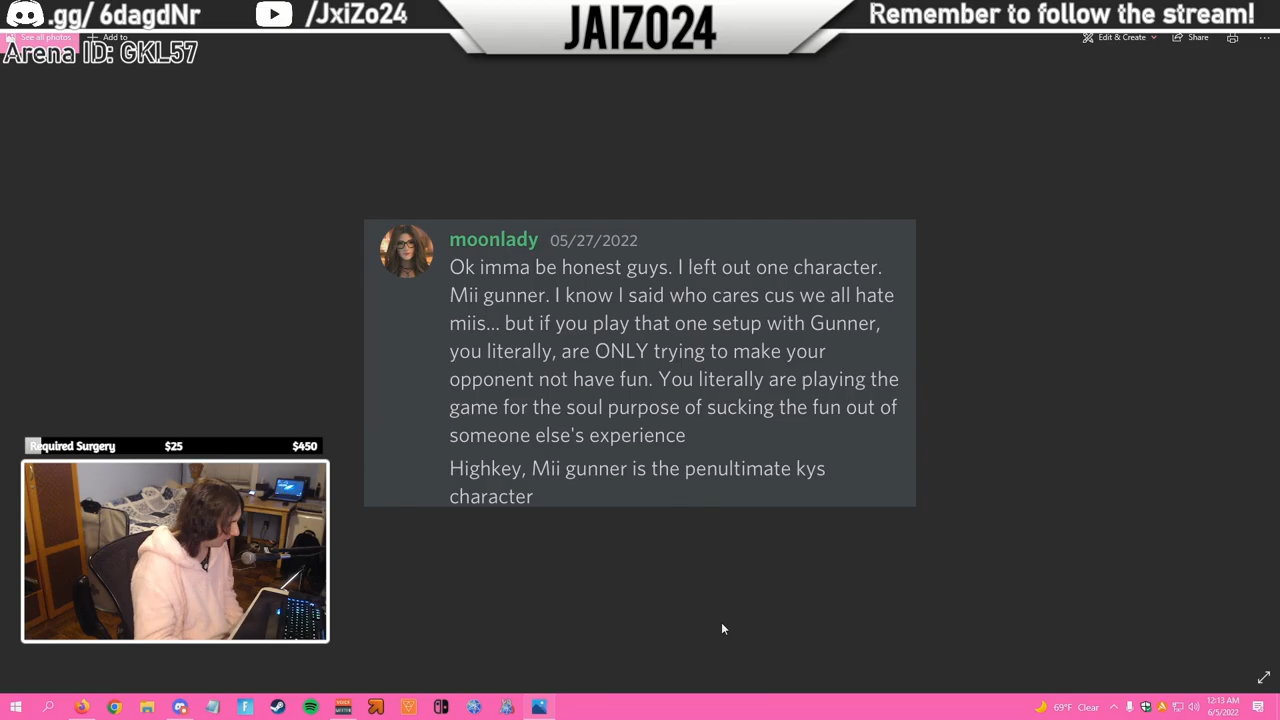 .gg/ 6dagdNr
/JxiZo24
JAIZO24
Remember to follow the stream!
See all photos
Add to
Edit & Create
Share
Arena ID: GKL57
moonlady 05/27/2022
Ok imma be honest guys. I left out one character.
Mii gunner. I know I said who cares cus we all hate
miis... but if you play that one setup with Gunner,
you literally, are ONLY trying to make your
opponent not have fun. You literally are playing the
game for the soul purpose of sucking the fun out of
someone else's experience
Highkey, Mii gunner is the penultimate kys
character
Required Surgery $25 $450
69°F Clear
12:13 AM
6/5/2022